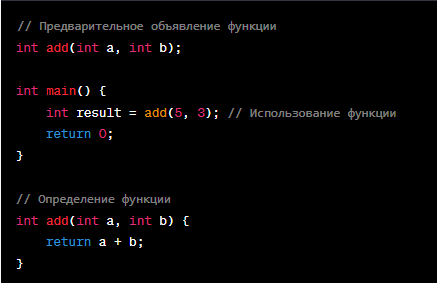 // Предварительное объявление функции
int add(int a, int b);
int main() {
    int result = add(5, 3); // Использование функции
    return 0;
}
// Определение функции
int add(int a, int b) {
    return a + b;
}